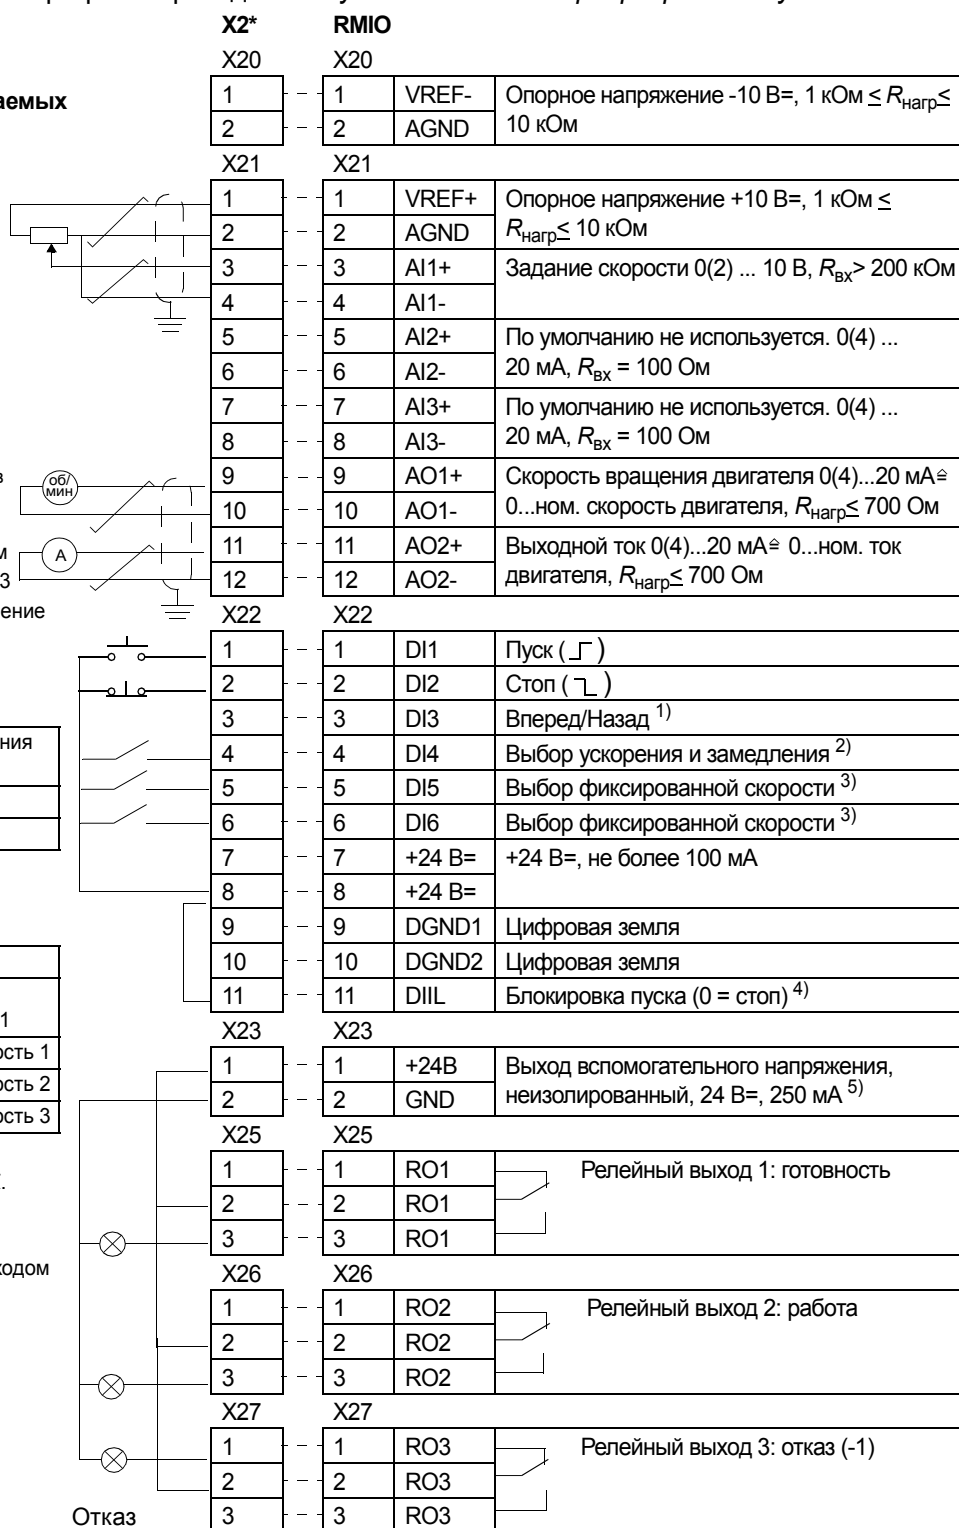 X2* RMIO
X20 X20
1 1 VREF- Опорное напряжение -10 В=, 1 кОм ≤ Rнагр≤
2 2 AGND 10 кОм
X21 X21
1 1 VREF+ Опорное напряжение +10 В=, 1 кОм ≤
2 2 AGND Rнагр≤ 10 кОм
3 3 AI1+ Задание скорости 0(2) ... 10 В, Rвх> 200 кОм
4 4 AI1-
5 5 AI2+ По умолчанию не используется. 0(4) ...
6 6 AI2- 20 мА, Rвх = 100 Ом
7 7 AI3+ По умолчанию не используется. 0(4) ...
8 8 AI3- 20 мА, Rвх = 100 Ом
об/
мин
9 9 AO1+ Скорость вращения двигателя 0(4)...20 мА≙
10 10 AO1- 0...ном. скорость двигателя, Rнагр≤ 700 Ом
A 11 11 AO2+ Выходной ток 0(4)...20 мА≙ 0...ном. ток
3 12 12 AO2- двигателя, Rнагр≤ 700 Ом
X22 X22
1 1 DI1 Пуск ( )
2 2 DI2 Стоп ( )
3 3 DI3 Вперед/Назад 1)
4 4 DI4 Выбор ускорения и замедления 2)
5 5 DI5 Выбор фиксированной скорости 3)
6 6 DI6 Выбор фиксированной скорости 3)
7 7 +24 В= +24 В=, не более 100 мА
8 8 +24 В=
9 9 DGND1 Цифровая земля
10 10 DGND2 Цифровая земля
11 11 DIIL Блокировка пуска (0 = стоп) 4)
1
X23 X23
ость 1
1 1 +24В Выход вспомогательного напряжения,
ость 2
2 2 GND неизолированный, 24 В=, 250 мА 5)
ость 3
X25 X25
1 1 RO1 Релейный выход 1: готовность
2 2 RO1
3 3 RO1
ходом
X26 X26
1 1 RO2 Релейный выход 2: работа
2 2 RO2
3 3 RO2
X27 X27
1 1 RO3 Релейный выход 3: отказ (-1)
2 2 RO3
Отказ 3 3 RO3